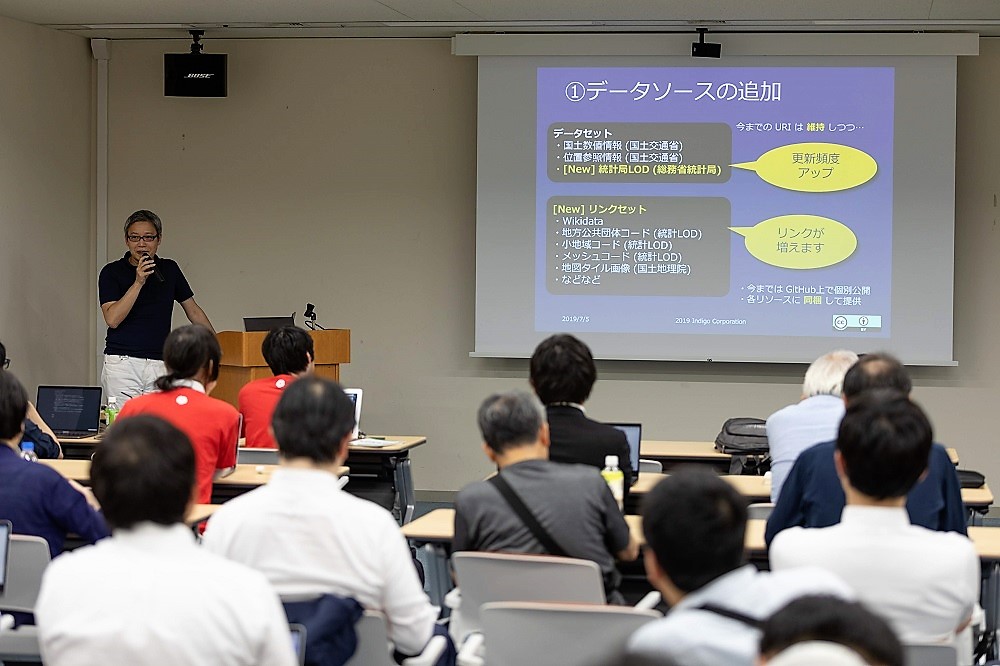 BOSE
①データソースの追加
データセット
・国土数値情報 (国土交通省)
・位置参照情報 (国土交通省)
・[New] 統計局LOD (総務省統計局)
今までの URI は 維持 しつつ…
更新頻度
アップ
[New] リンクセット
・Wikidata
・地方公共団体コード (統計LOD)
・小地域コード (統計LOD)
・メッシュコード (統計LOD)
・地図タイル画像 (国土地理院)
・などなど
リンクが
増えます
・今までは GitHub上で個別公開
・各リソースに 同梱 して提供
2019/7/5
2019 Indigo Corporation
CC
BY